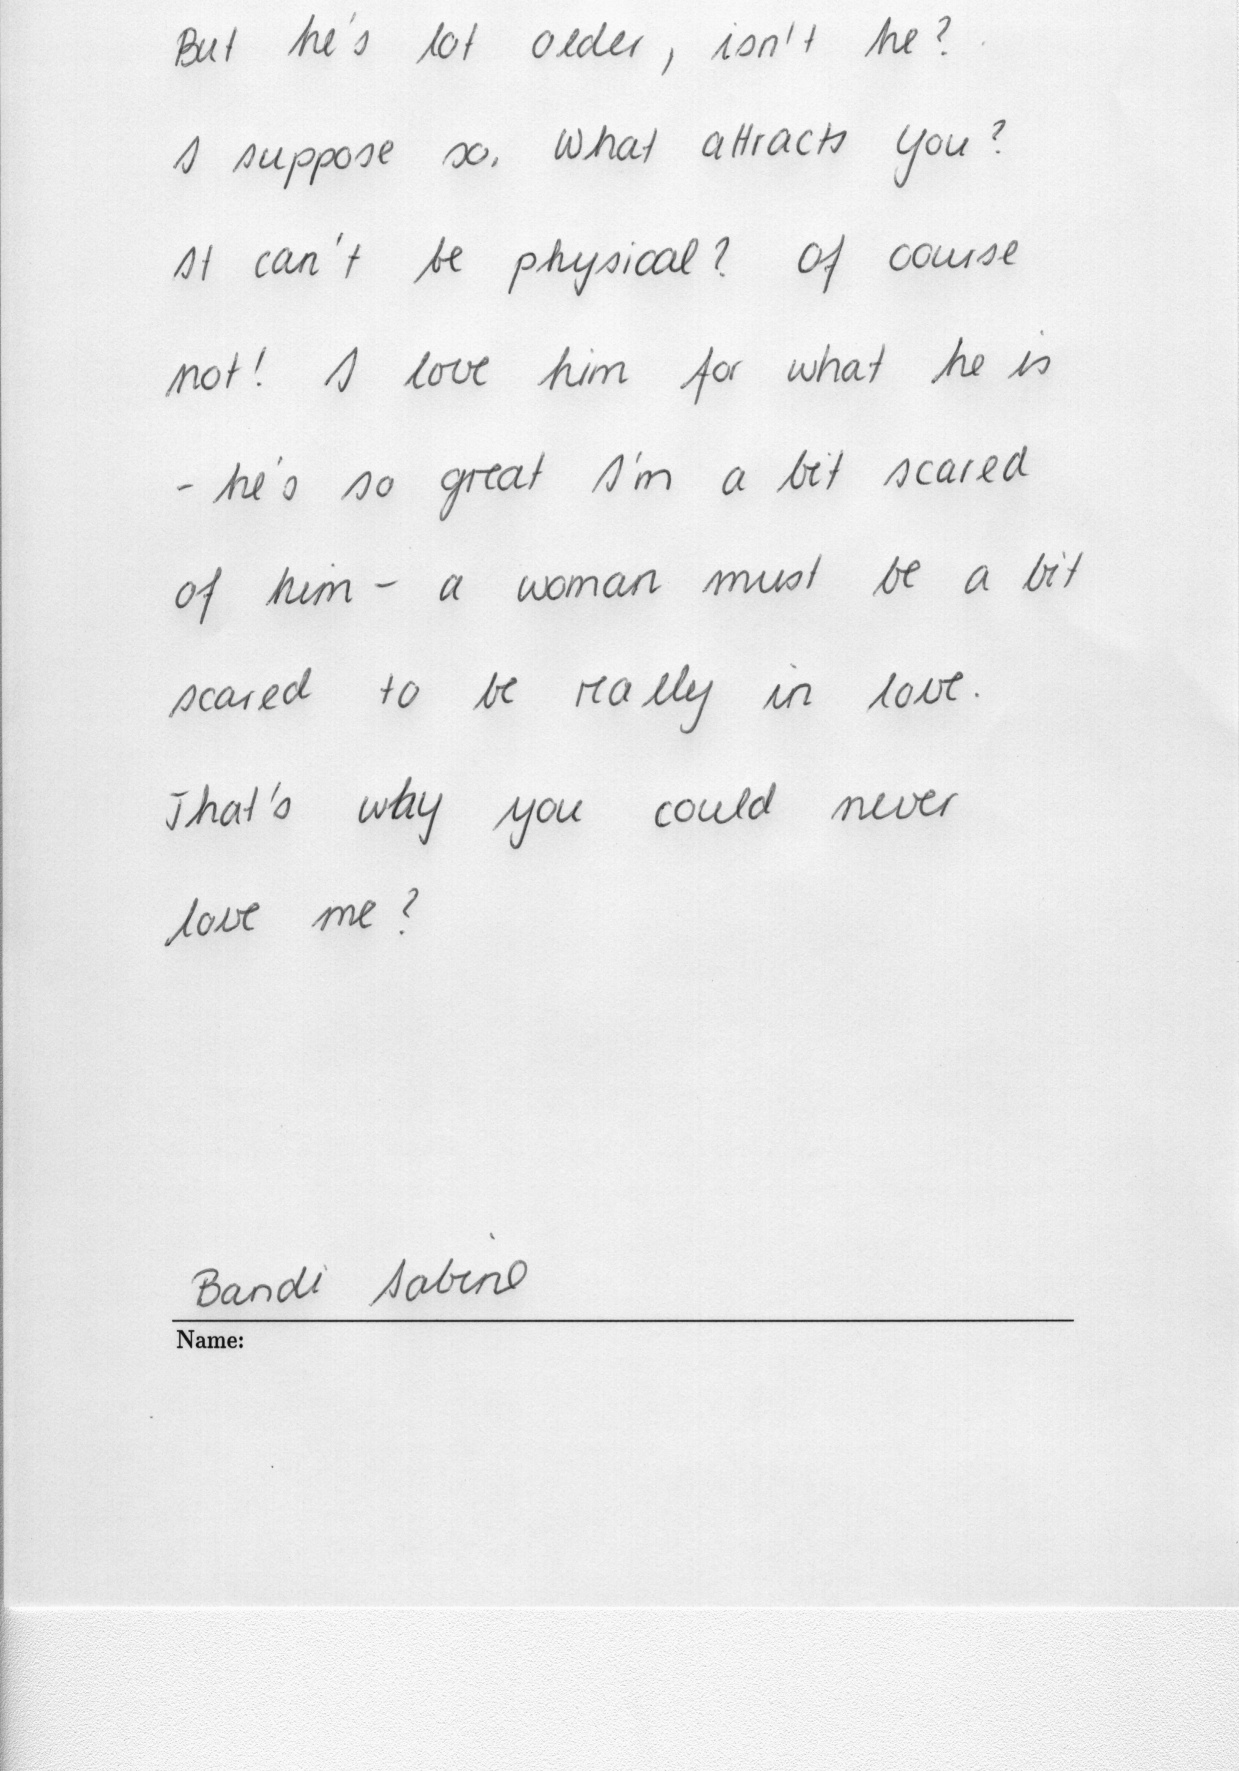 But he's lot older, isn't he?
I suppose so. What attracts you?
It can't be physical? Of course
not! I love him for what he is
- he's so great I'm a bit scared
of him - a woman must be a bit
scared to be really in love.
That's why you could never
love me?
Bandi Sabine
Name: